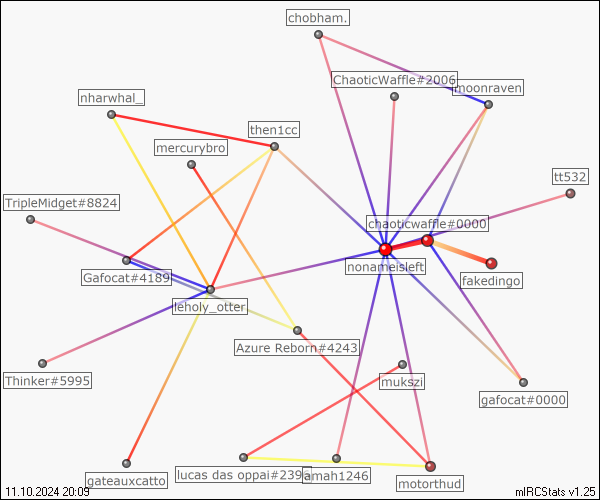 chobham.
ChaoticWaffle#2006
moonraven
nharwhal_
then1cc
mercurybro
tt532
TripleMidget#8824
chaoticwaffle#0000
nonameisleft
Gafocat#4189
fakedingo
leholy_otter
Azure Reborn#4243
Thinker#5995
mukszi
gafocat#0000
gateauxcatto
lucas das oppai#239
amah1246
motorthud
11.10.2024 20:09
mIRCStats v1.25